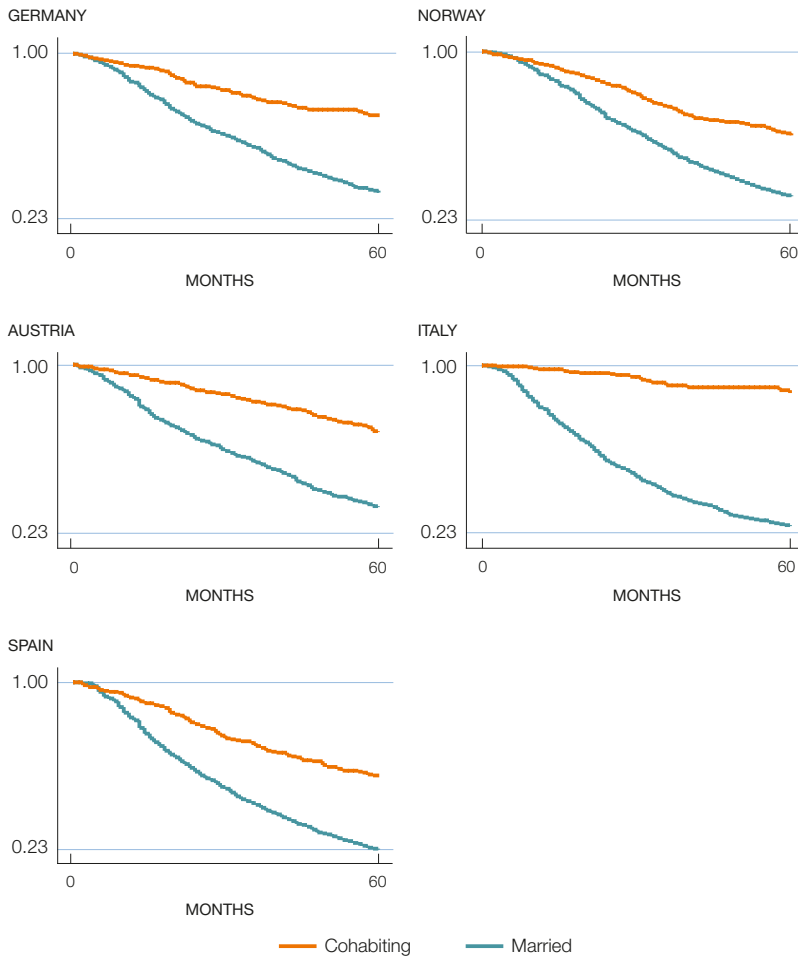 GERMANY
1.00
0.23
0
60
MONTHS
NORWAY
1.00
0.23
0
60
MONTHS
AUSTRIA
1.00
0.23
0
60
MONTHS
ITALY
1.00
0.23
0
60
MONTHS
SPAIN
1.00
0.23
0
60
MONTHS
Cohabiting
Married